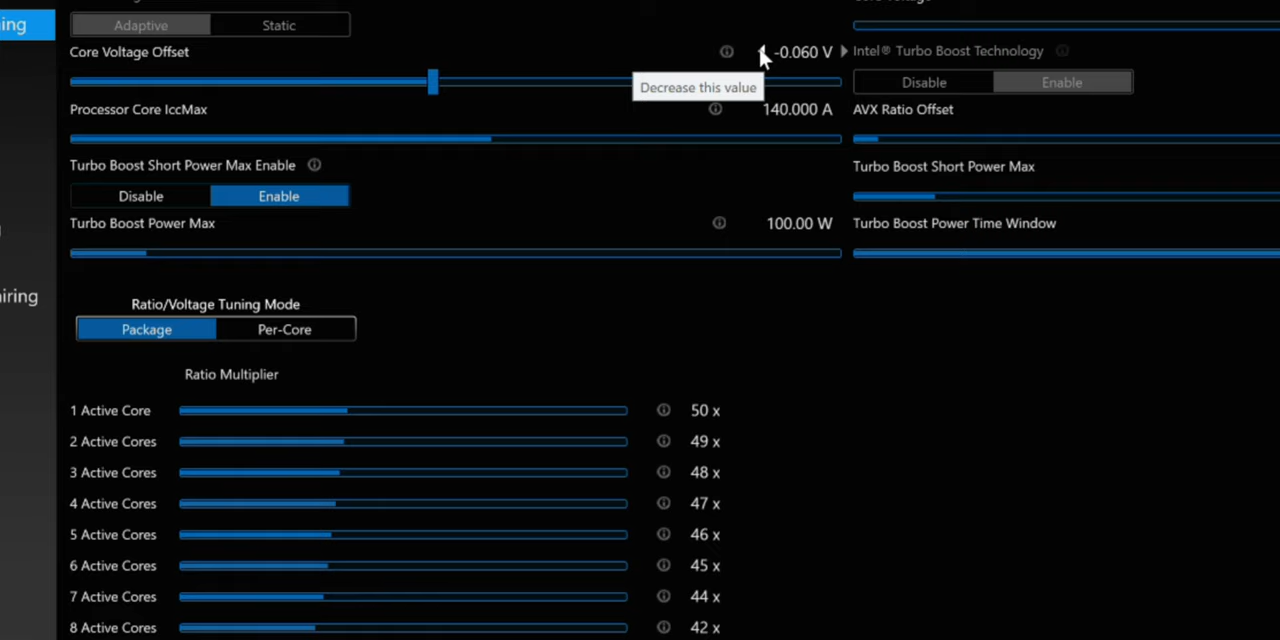 ning
Adaptive
Static
Core Voltage Offset
-0.060 V
Intel® Turbo Boost Technology
Decrease this value
Disable
Enable
Processor Core IccMax
140.000 A
AVX Ratio Offset
Turbo Boost Short Power Max Enable
Turbo Boost Short Power Max
Disable
Enable
Turbo Boost Power Max
100.00 W
Turbo Boost Power Time Window
airing
Ratio/Voltage Tuning Mode
Package
Per-Core
Ratio Multiplier
1 Active Core
50 x
2 Active Cores
49 x
3 Active Cores
48 x
4 Active Cores
47 x
5 Active Cores
46 x
6 Active Cores
45 x
7 Active Cores
44 x
8 Active Cores
42 x